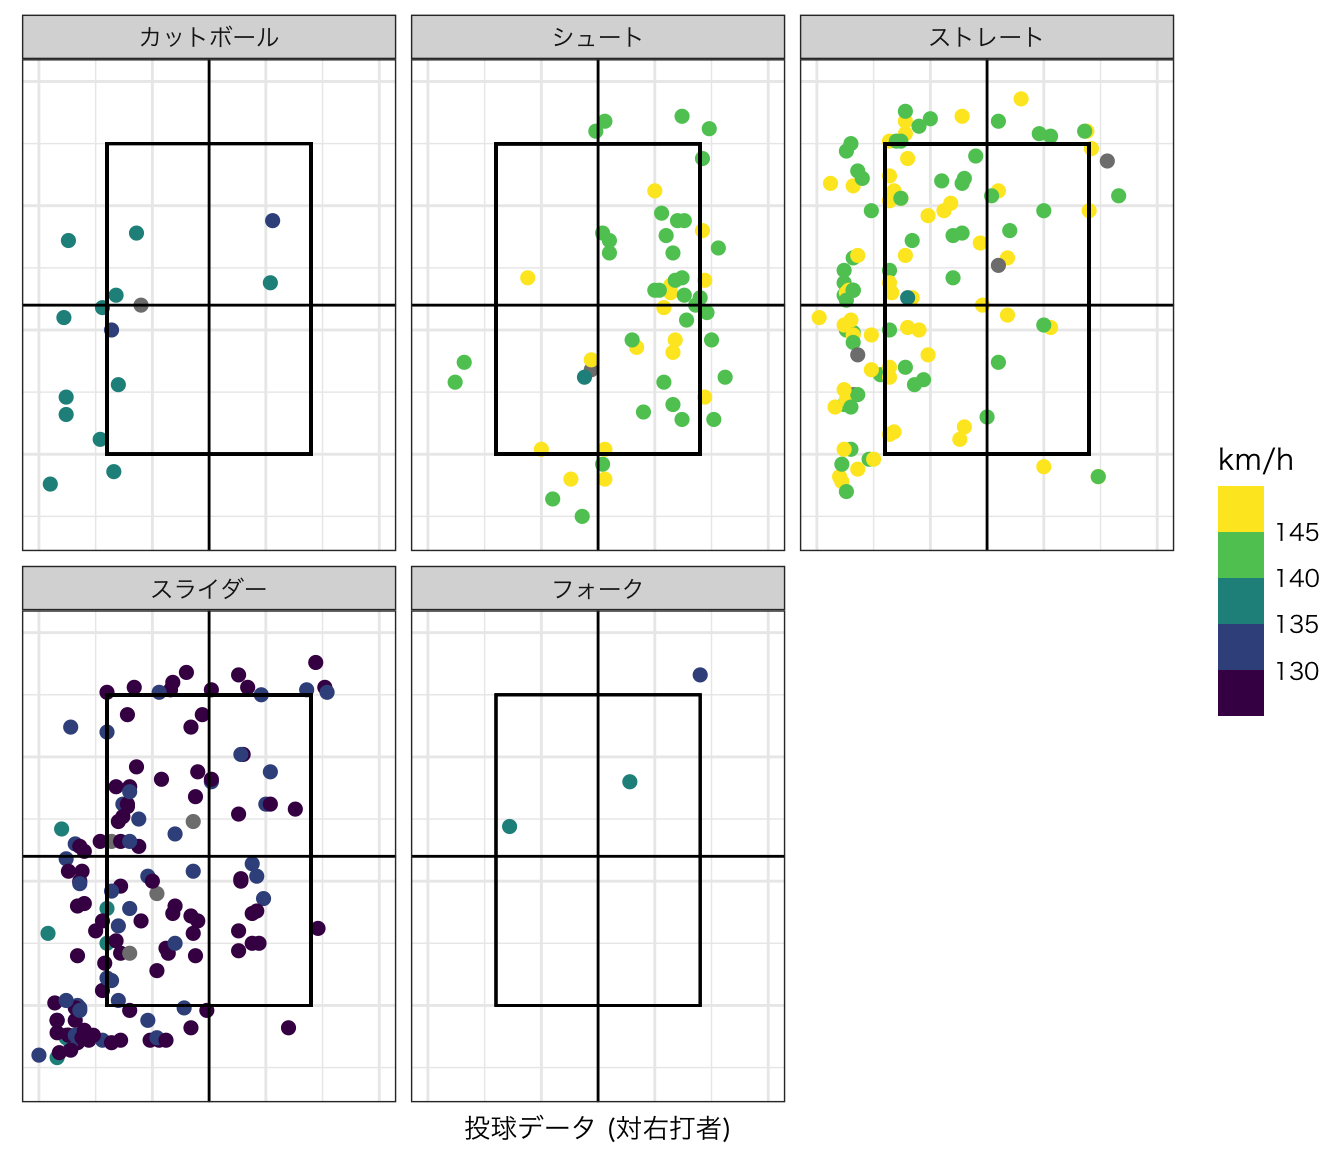 カットボール
シュート
ストレート
スライダー
フォーク
km/h
145
140
135
130
投球データ (対右打者)